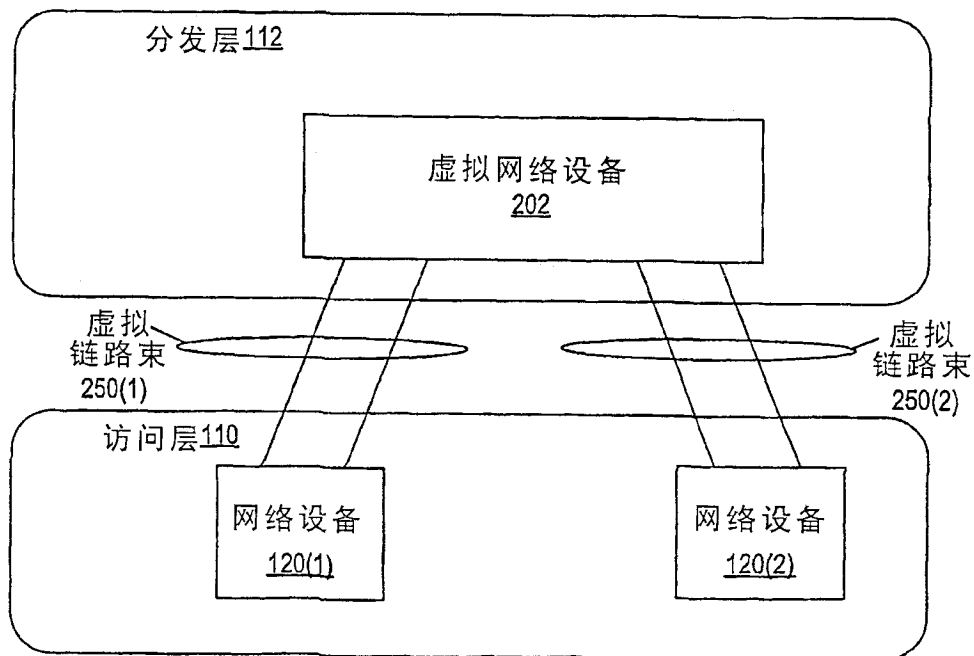 分发层112
虚拟网络设备
202
虚拟
链路束
250(1)
虚拟
链路束
250(2)
访问层110
网络设备
120(1)
网络设备
120(2)